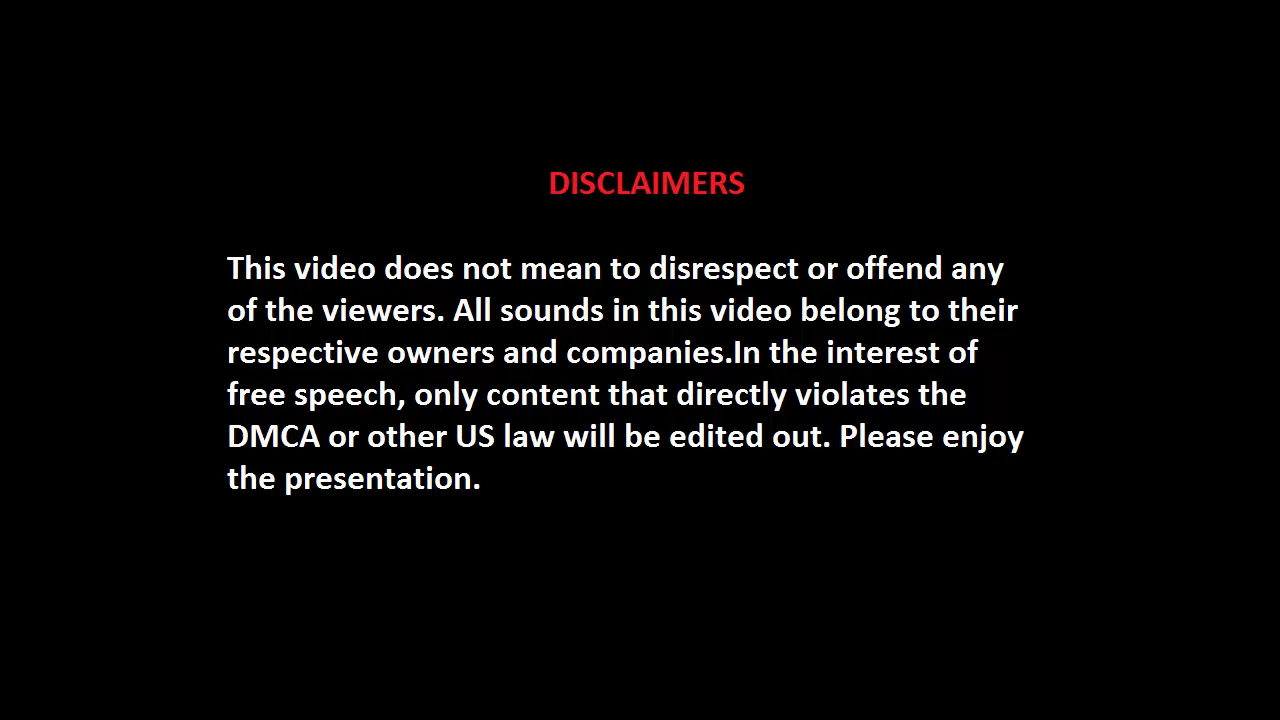 DISCLAIMERS
This video does not mean to disrespect or offend any
of the viewers. All sounds in this video belong to their
respective owners and companies.In the interest of
free speech, only content that directly violates the
DMCA or other US law will be edited out. Please enjoy
the presentation.